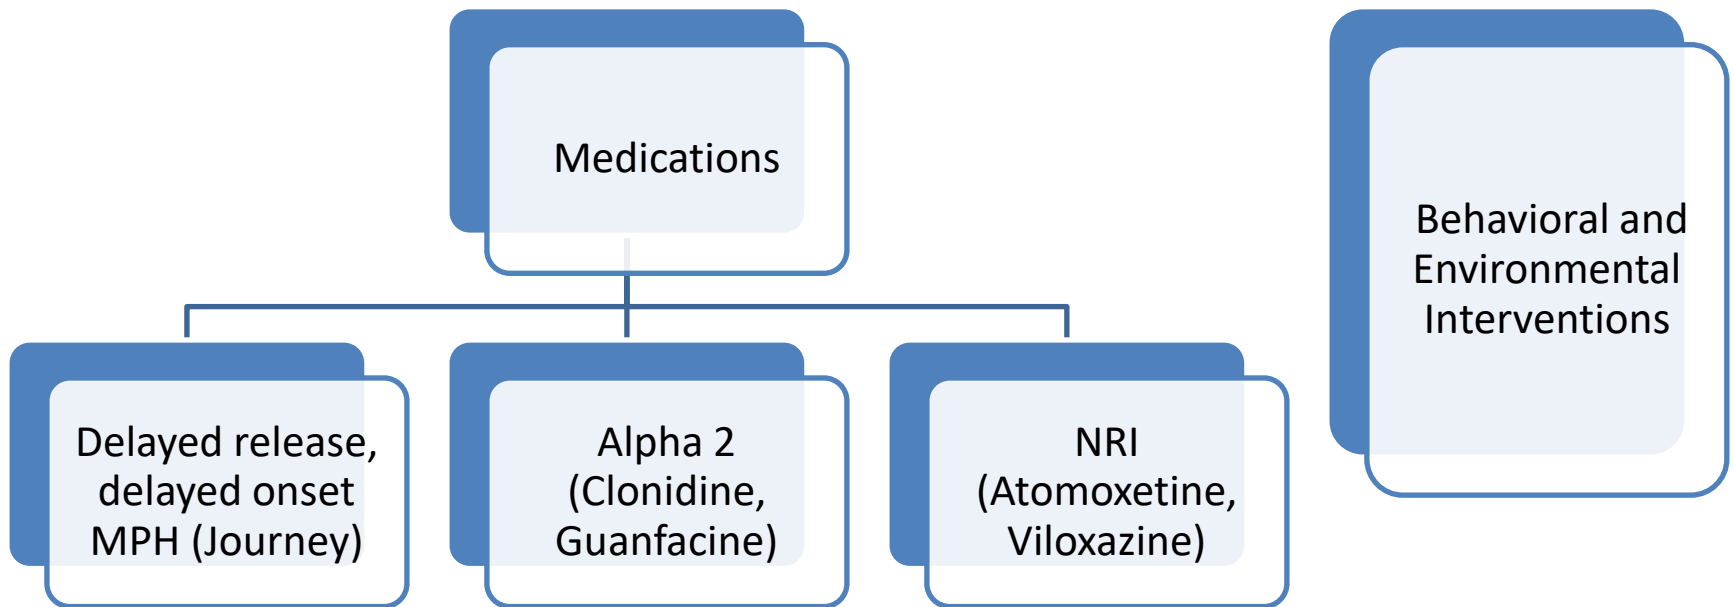 Medications
Behavioral and
Environmental
Interventions
Delayed release,
delayed onset
MPH (Journey)
Alpha 2
(Clonidine,
Guanfacine)
NRI
(Atomoxetine,
Viloxazine)